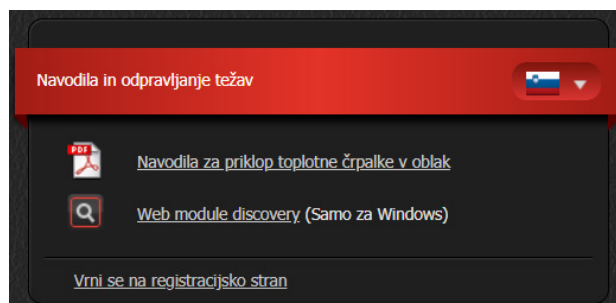 Navodila in odpravljanje težav
PDF
Navodila za priklop toplotne črpalke v oblak
Web module discovery (Samo za Windows)
Vrni se na registracijsko stran